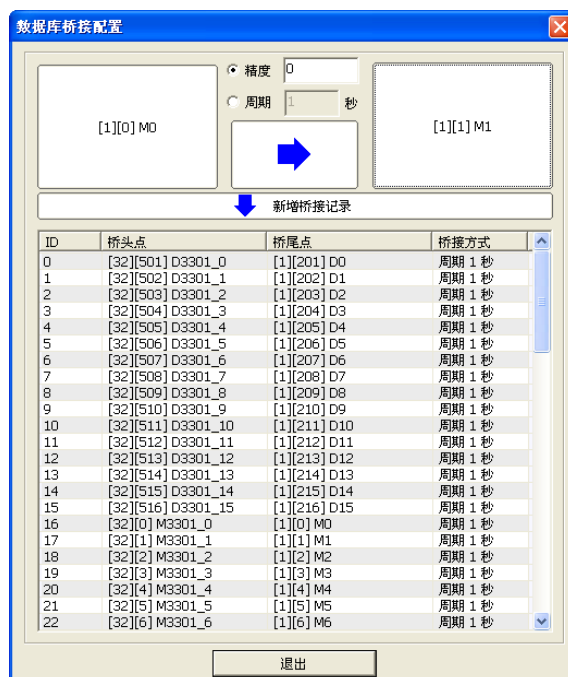 数据库桥接配置
精度 0
周期 1 秒
[1][0] M0
[1][1] M1
新增桥接记录
ID 桥头点 桥尾点 桥接方式
0 [32][501] D3301_0 [1][201] D0 周期 1 秒
1 [32][502] D3301_1 [1][202] D1 周期 1 秒
2 [32][503] D3301_2 [1][203] D2 周期 1 秒
3 [32][504] D3301_3 [1][204] D3 周期 1 秒
4 [32][505] D3301_4 [1][205] D4 周期 1 秒
5 [32][506] D3301_5 [1][206] D5 周期 1 秒
6 [32][507] D3301_6 [1][207] D6 周期 1 秒
7 [32][508] D3301_7 [1][208] D7 周期 1 秒
8 [32][509] D3301_8 [1][209] D8 周期 1 秒
9 [32][510] D3301_9 [1][210] D9 周期 1 秒
10 [32][511] D3301_10 [1][211] D10 周期 1 秒
11 [32][512] D3301_11 [1][212] D11 周期 1 秒
12 [32][513] D3301_12 [1][213] D12 周期 1 秒
13 [32][514] D3301_13 [1][214] D13 周期 1 秒
14 [32][515] D3301_14 [1][215] D14 周期 1 秒
15 [32][516] D3301_15 [1][216] D15 周期 1 秒
16 [32][0] M3301_0 [1][0] M0 周期 1 秒
17 [32][1] M3301_1 [1][1] M1 周期 1 秒
18 [32][2] M3301_2 [1][2] M2 周期 1 秒
19 [32][3] M3301_3 [1][3] M3 周期 1 秒
20 [32][4] M3301_4 [1][4] M4 周期 1 秒
21 [32][5] M3301_5 [1][5] M5 周期 1 秒
22 [32][6] M3301_6 [1][6] M6 周期 1 秒
退出